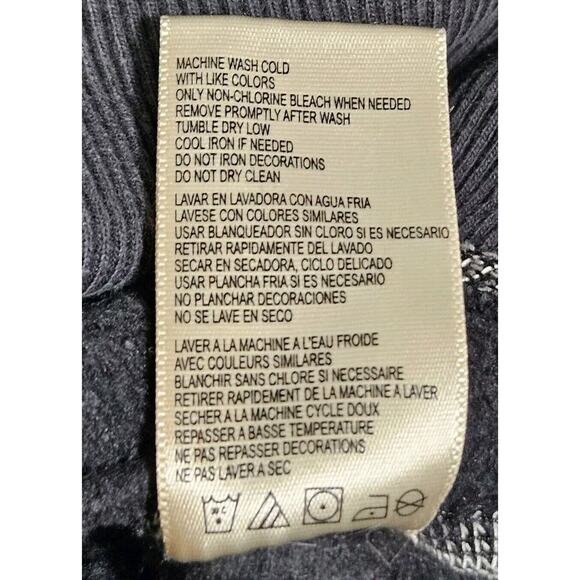 MACHINE WASH COLD
WITH LIKE COLORS
ONLY NON-CHLORINE BLEACH WHEN NEEDED
REMOVE PROMPTLY AFTER WASH
TUMBLE DRY LOW
COOL IRON IF NEEDED
DO NOT IRON DECORATIONS
DO NOT DRY CLEAN
LAVAR EN LAVADORA CON AGUA FRIA
LAVESE CON COLORES SIMILARES
USAR BLANQUEADOR SIN CLORO SI ES NECESARIO
RETIRAR RAPIDAMENTE DEL LAVADO
SECAR EN SECADORA, CICLO DELICADO
USAR PLANCHA FRIA SI ES NECESARIO
NO PLANCHAR DECORACIONES
NO SE LAVE EN SECO
LAVER A LA MACHINE A L'EAU FROIDE
AVEC COULEURS SIMILAIRES
BLANCHIR SANS CHLORE SI NECESSAIRE
RETIRER RAPIDEMENT DE LA MACHINE A LAVER
SECHER A LA MACHINE CYCLE DOUX
REPASSER A BASSE TEMPERATURE
NE PAS REPASSER DECORATIONS
NE PAS LAVER A SEC
30 C